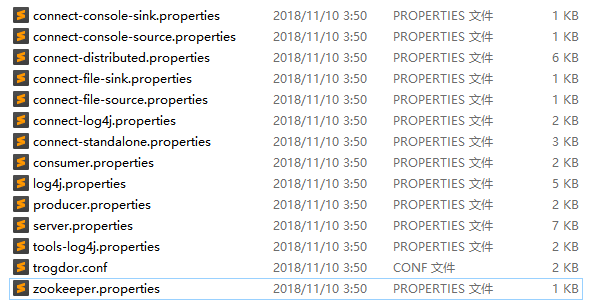 connect-console-sink.properties 2018/11/10 3:50 PROPERTIES 文件 1 KB
connect-console-source.properties 2018/11/10 3:50 PROPERTIES 文件 1 KB
connect-distributed.properties 2018/11/10 3:50 PROPERTIES 文件 6 KB
connect-file-sink.properties 2018/11/10 3:50 PROPERTIES 文件 1 KB
connect-file-source.properties 2018/11/10 3:50 PROPERTIES 文件 1 KB
connect-log4j.properties 2018/11/10 3:50 PROPERTIES 文件 2 KB
connect-standalone.properties 2018/11/10 3:50 PROPERTIES 文件 3 KB
consumer.properties 2018/11/10 3:50 PROPERTIES 文件 2 KB
log4j.properties 2018/11/10 3:50 PROPERTIES 文件 5 KB
producer.properties 2018/11/10 3:50 PROPERTIES 文件 2 KB
server.properties 2018/11/10 3:50 PROPERTIES 文件 7 KB
tools-log4j.properties 2018/11/10 3:50 PROPERTIES 文件 2 KB
trogdor.conf 2018/11/10 3:50 CONF 文件 2 KB
zookeeper.properties 2018/11/10 3:50 PROPERTIES 文件 1 KB